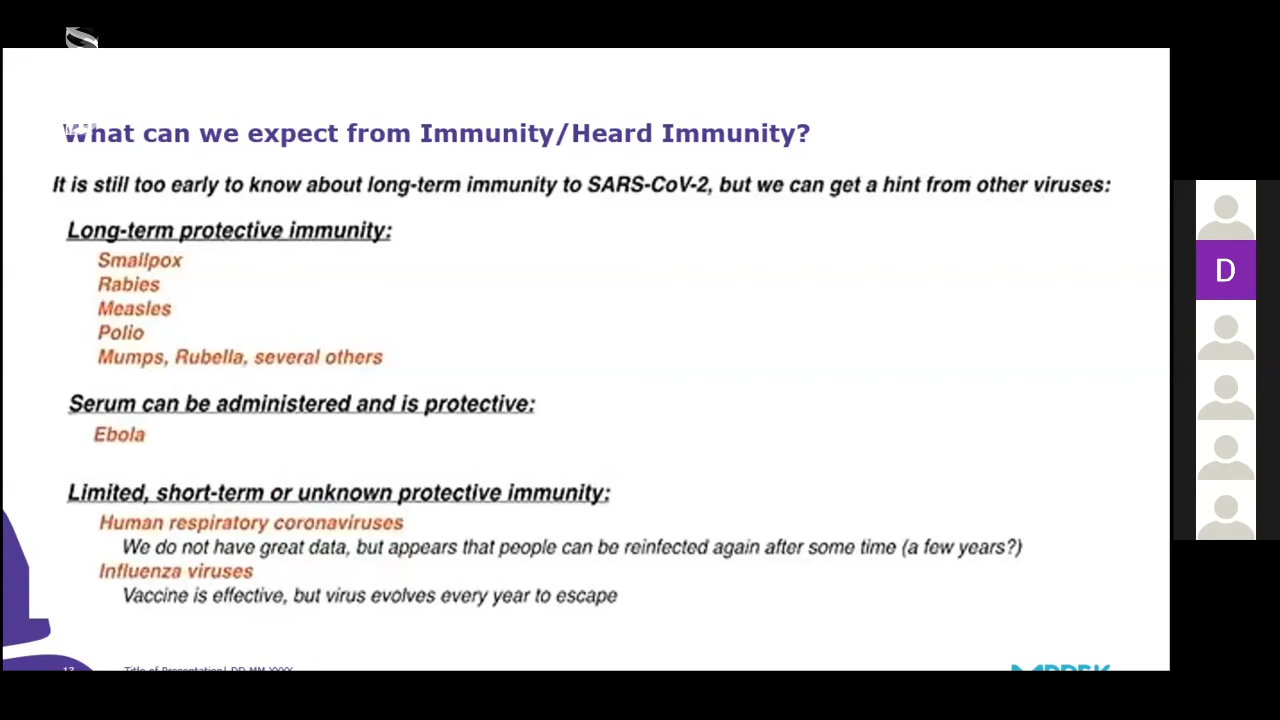 What can we expect from Immunity/Heard Immunity?
It is still too early to know about long-term immunity to SARS-CoV-2, but we can get a hint from other viruses:
Long-term protective immunity:
Smallpox
Rabies
Measles
Polio
Mumps, Rubella, several others
Serum can be administered and is protective:
Ebola
Limited, short-term or unknown protective immunity:
Human respiratory coronaviruses
We do not have great data, but appears that people can be reinfected again after some time (a few years?)
Influenza viruses
Vaccine is effective, but virus evolves every year to escape
Title of Presentation| DD MM XXXX
D